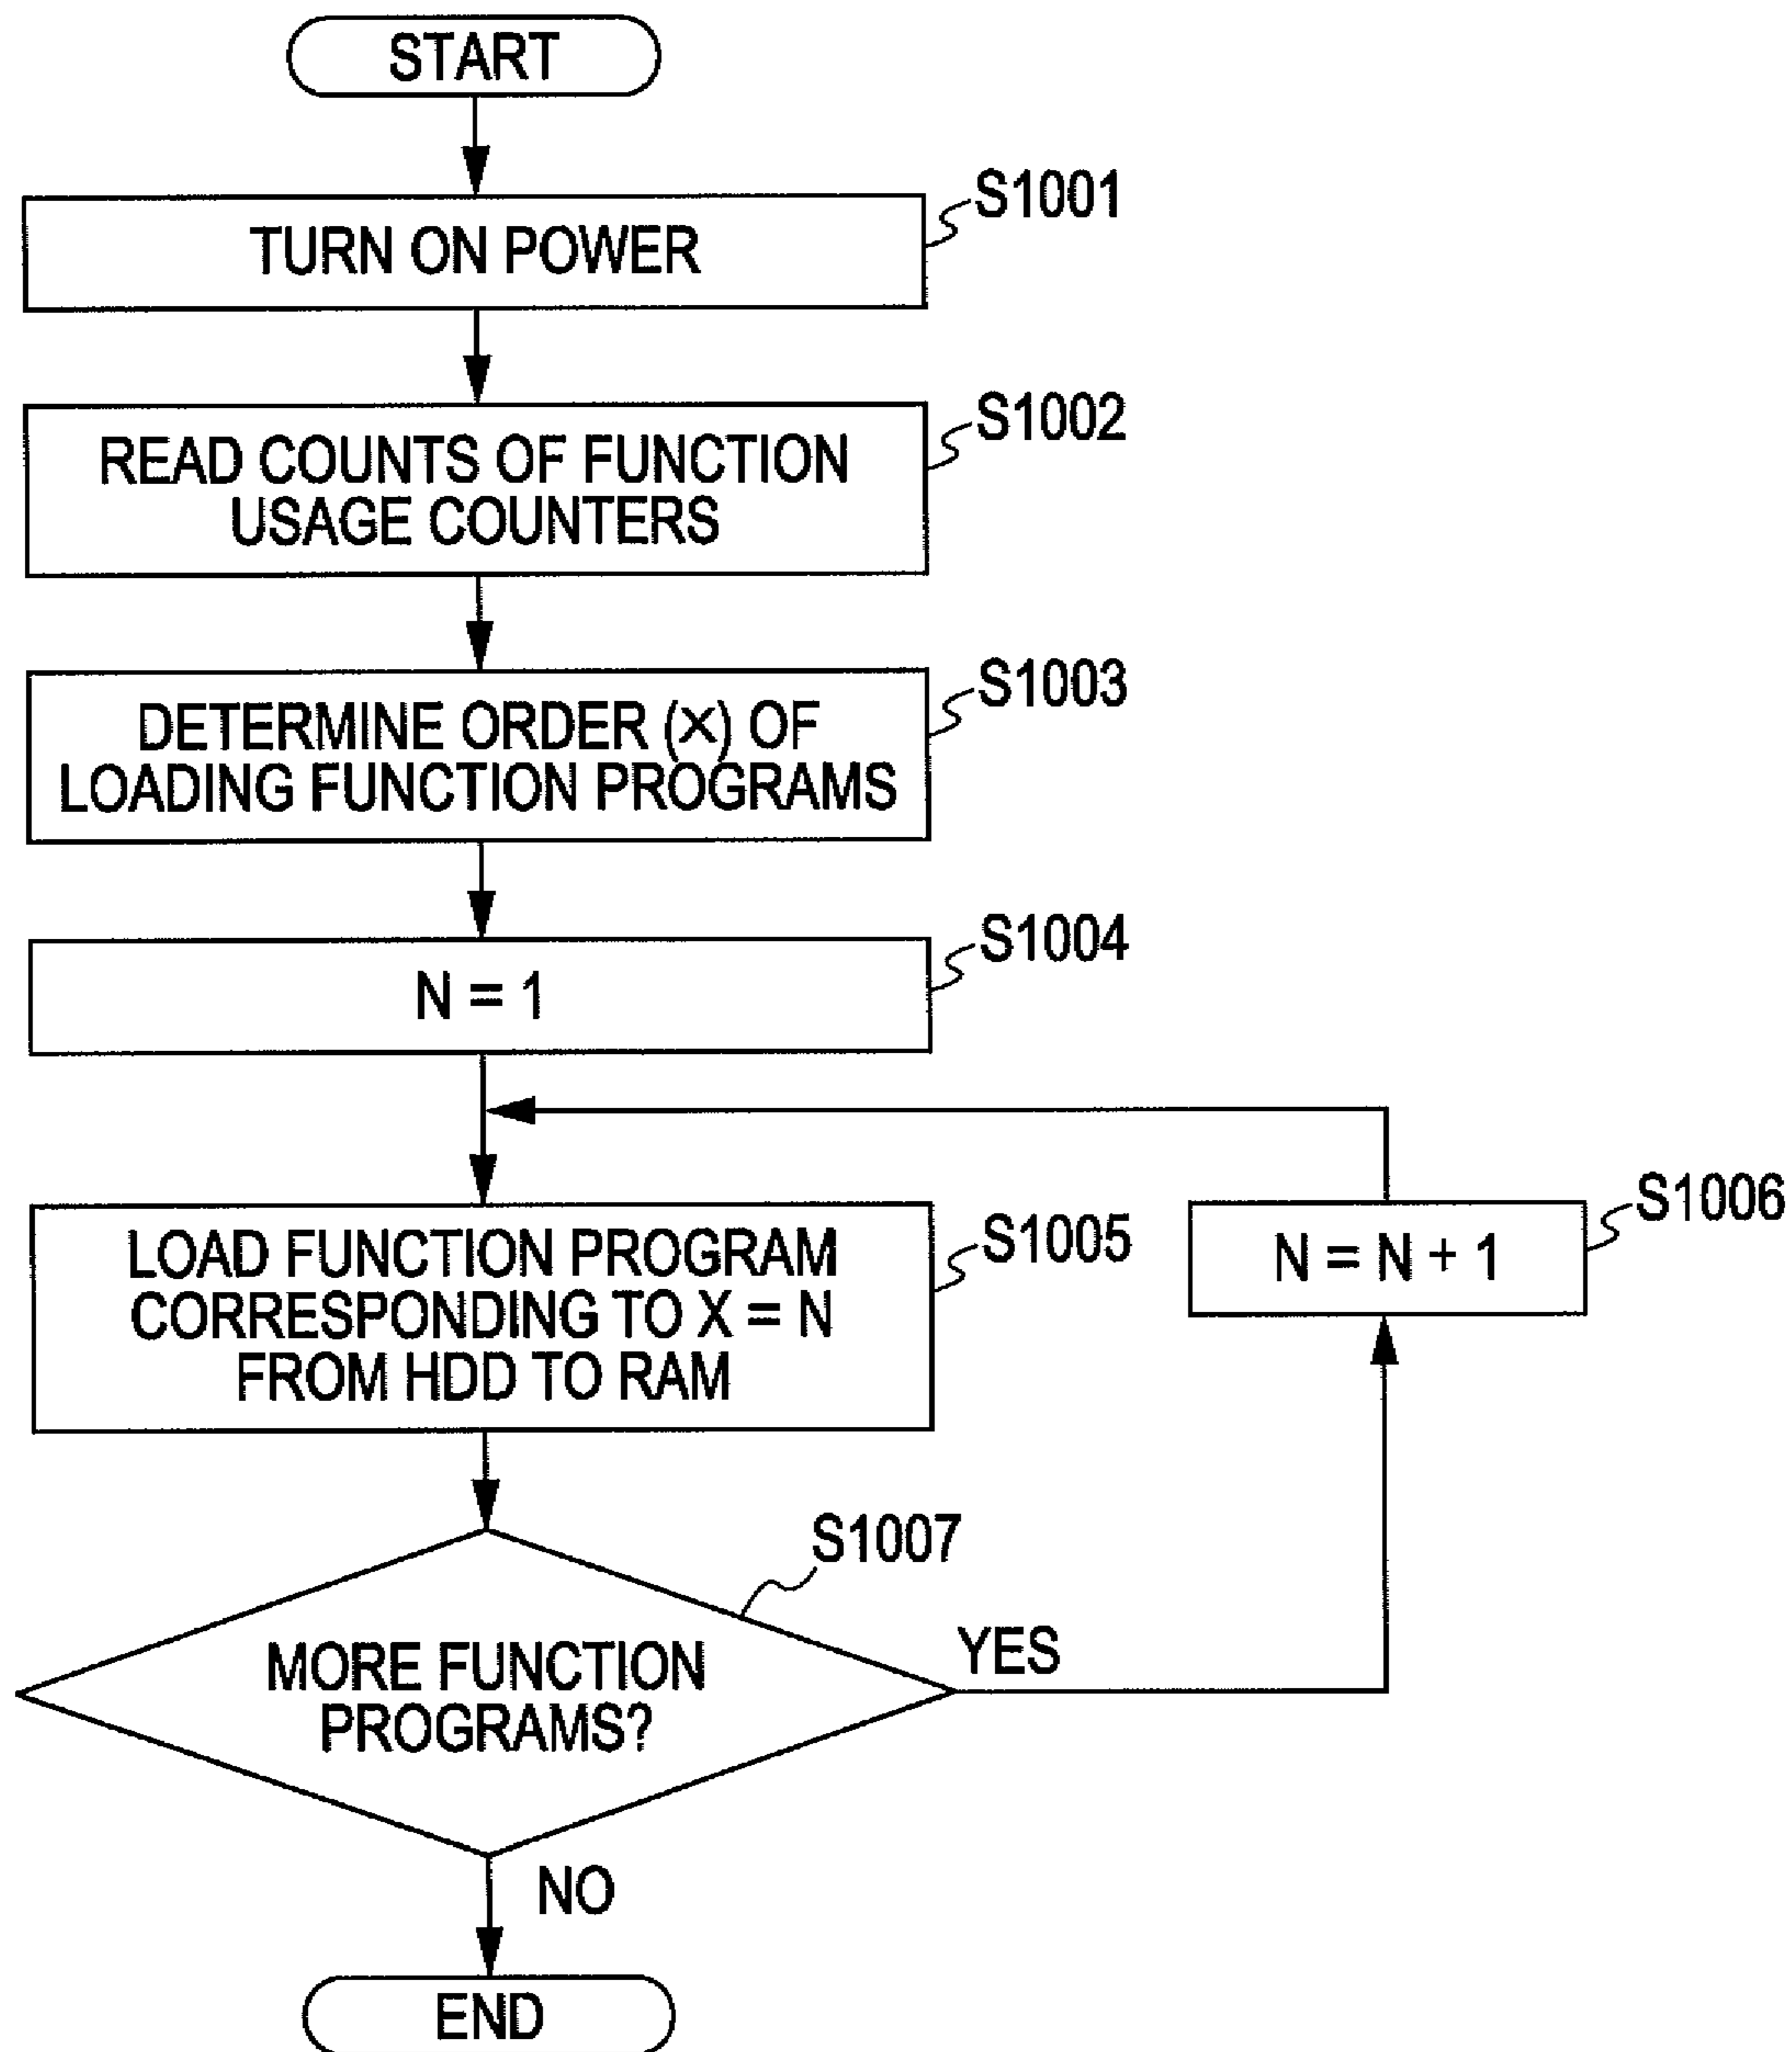 START
S1001
TURN ON POWER
S1002
READ COUNTS OF FUNCTION
USAGE COUNTERS
S1003
DETERMINE ORDER (X) OF
LOADING FUNCTION PROGRAMS
S1004
N = 1
S1005
LOAD FUNCTION PROGRAM
CORRESPONDING TO X = N
FROM HDD TO RAM
S1006
N = N + 1
S1007
MORE FUNCTION
PROGRAMS?
YES
NO
END